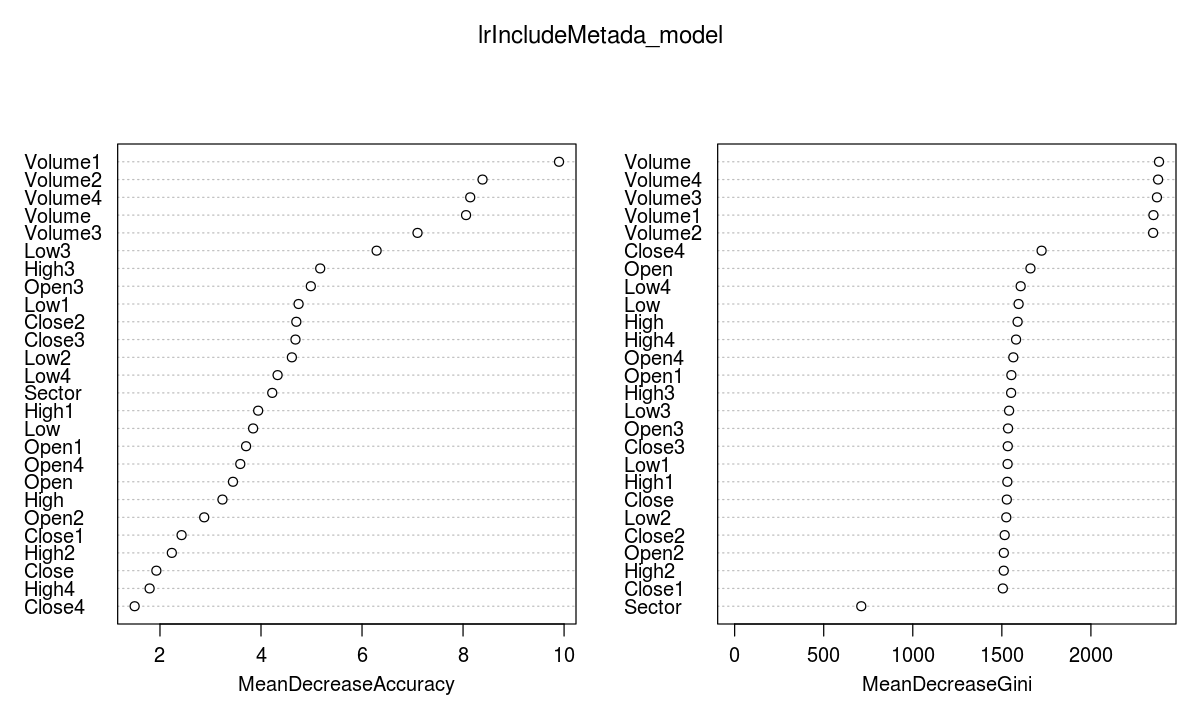 lrIncludeMetada_model
Volume1
Volume2
Volume4
Volume
Volume3
Low3
High3
Open3
Low1
Close2
Close3
Low2
Low4
Sector
High1
Low
Open1
Open4
Open
High
Open2
Close1
High2
Close
High4
Close4
2 4 6 8 10
MeanDecreaseAccuracy
Volume
Volume4
Volume3
Volume1
Volume2
Close4
Open
Low4
Low
High
High4
Open4
Open1
High3
Low3
Open3
Close3
Low1
High1
Close
Low2
Close2
Open2
High2
Close1
Sector
0 500 1000 1500 2000
MeanDecreaseGini